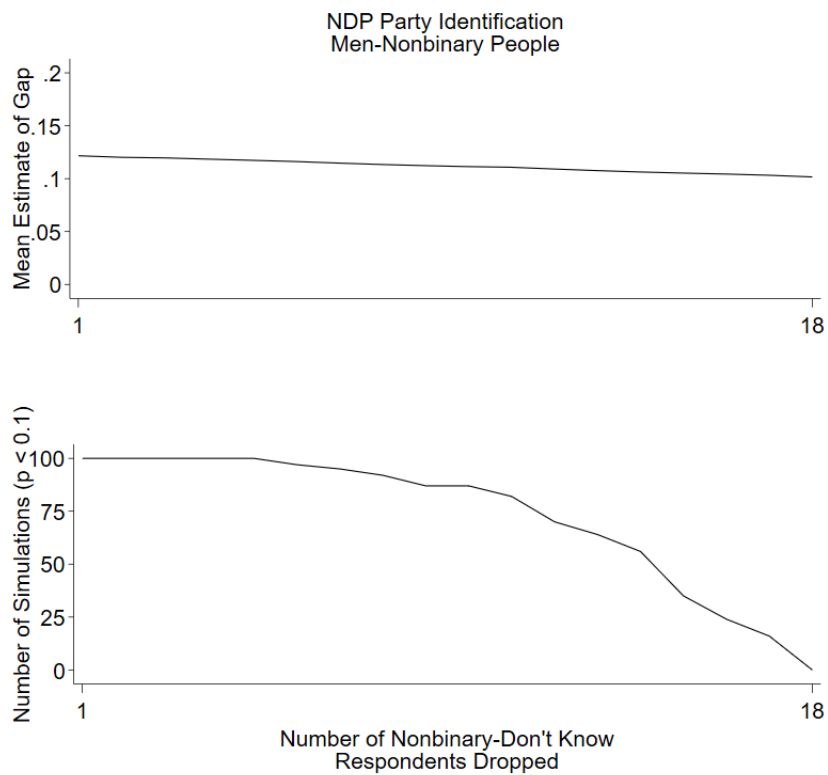 NDP Party Identification
Men-Nonbinary People
Mean Estimate of Gap
.2
.15
.1
.05
0
1
18
Number of Simulations (p < 0.1)
100
75
50
25
0
1
18
Number of Nonbinary-Don't Know
Respondents Dropped